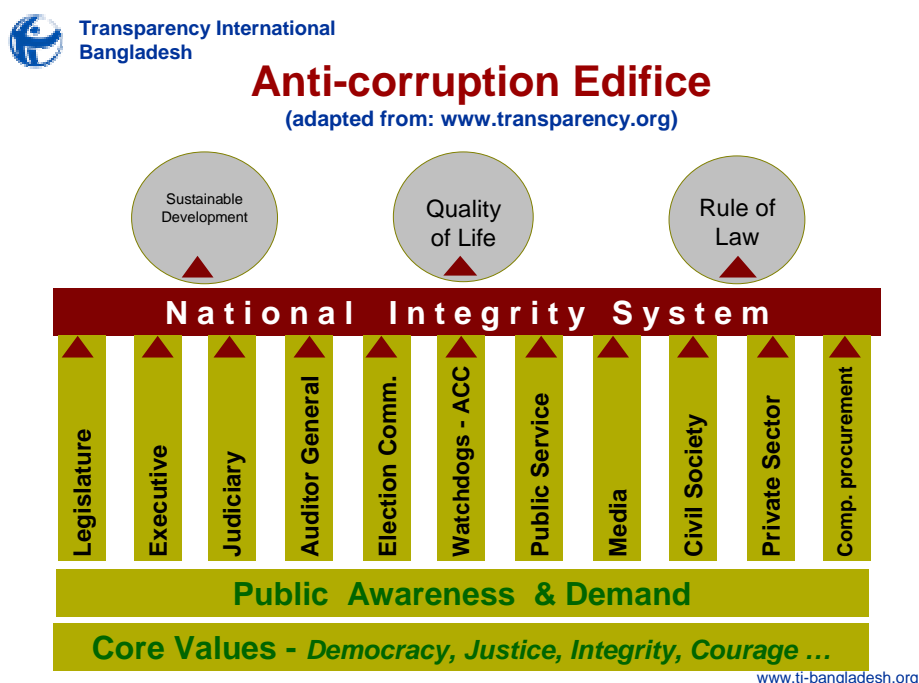 Transparency International
Bangladesh
Anti-corruption Edifice
(adapted from: www.transparency.org)
Sustainable
Development
Quality
of Life
Rule of
Law
National Integrity System
Legislature
Executive
Judiciary
Auditor General
Election Comm.
Watchdogs - ACC
Public Service
Media
Civil Society
Private Sector
Comp. procurement
Public Awareness & Demand
Core Values - Democracy, Justice, Integrity, Courage …
www.ti-bangladesh.org